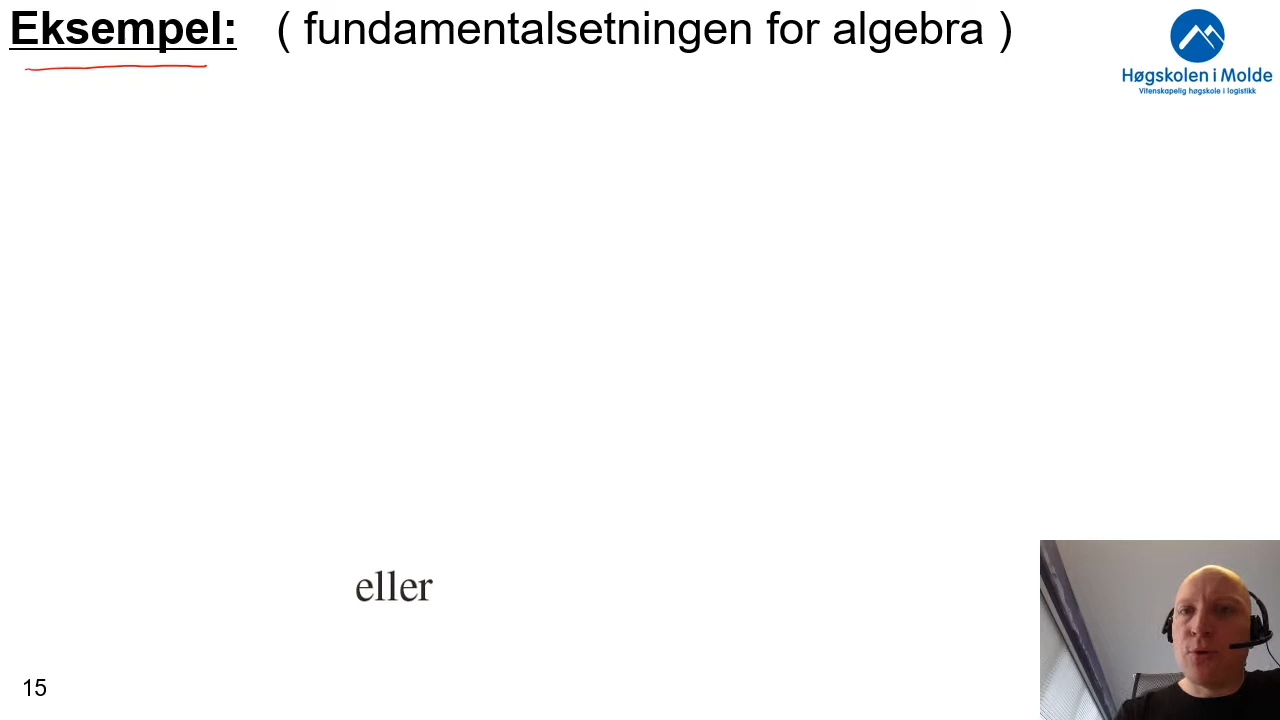 Eksempel: ( fundamentalsetningen for algebra )
Høgskolen i Molde
Vitenskapelig høgskole i logistikk
eller
15